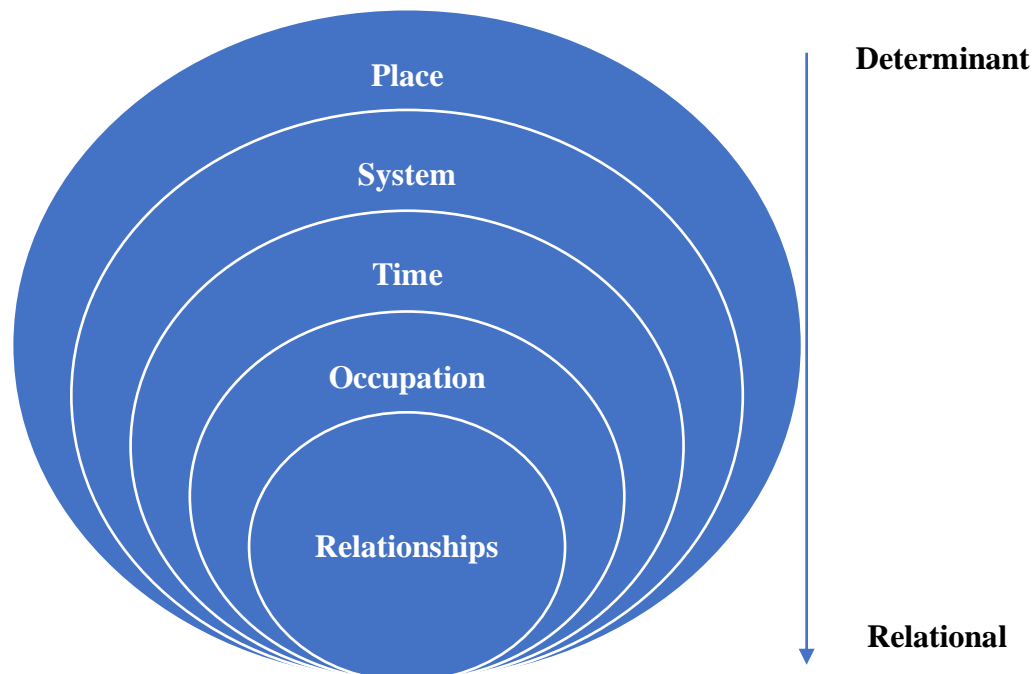 Determinant
Place
System
Time
Occupation
Relationships
Relational